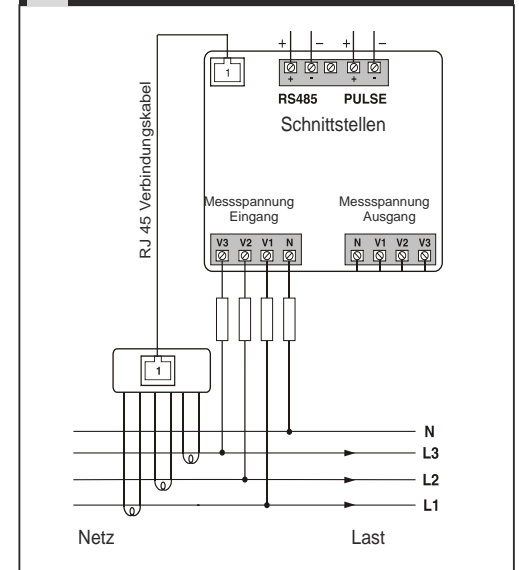 + - + -
1
+ - + -
RS485 PULSE
Schnittstellen
RJ 45 Verbindungskabel
Messspannung Eingang
Messspannung Ausgang
V3 V2 V1 N
N V1 V2 V3
1
N
L3
L2
L1
Netz Last